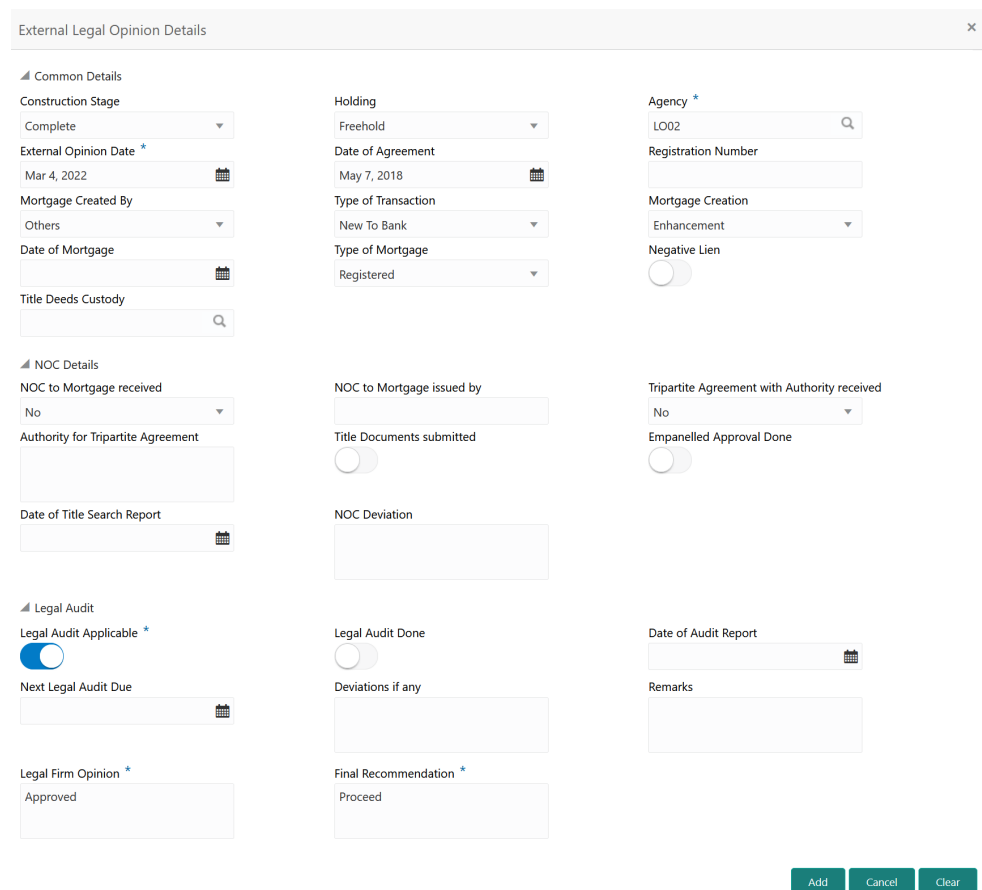 External Legal Opinion Details ×
Common Details
Construction Stage Holding Agency *
Complete Freehold LO02
External Opinion Date * Date of Agreement Registration Number
Mar 4, 2022 May 7, 2018
Mortgage Created By Type of Transaction Mortgage Creation
Others New To Bank Enhancement
Date of Mortgage Type of Mortgage Negative Lien
Registered
Title Deeds Custody
NOC Details
NOC to Mortgage received NOC to Mortgage issued by Tripartite Agreement with Authority received
No No
Authority for Tripartite Agreement Title Documents submitted Empanelled Approval Done
Date of Title Search Report NOC Deviation
Legal Audit
Legal Audit Applicable * Legal Audit Done Date of Audit Report
Next Legal Audit Due Deviations if any Remarks
Legal Firm Opinion * Final Recommendation *
Approved Proceed
Add Cancel Clear